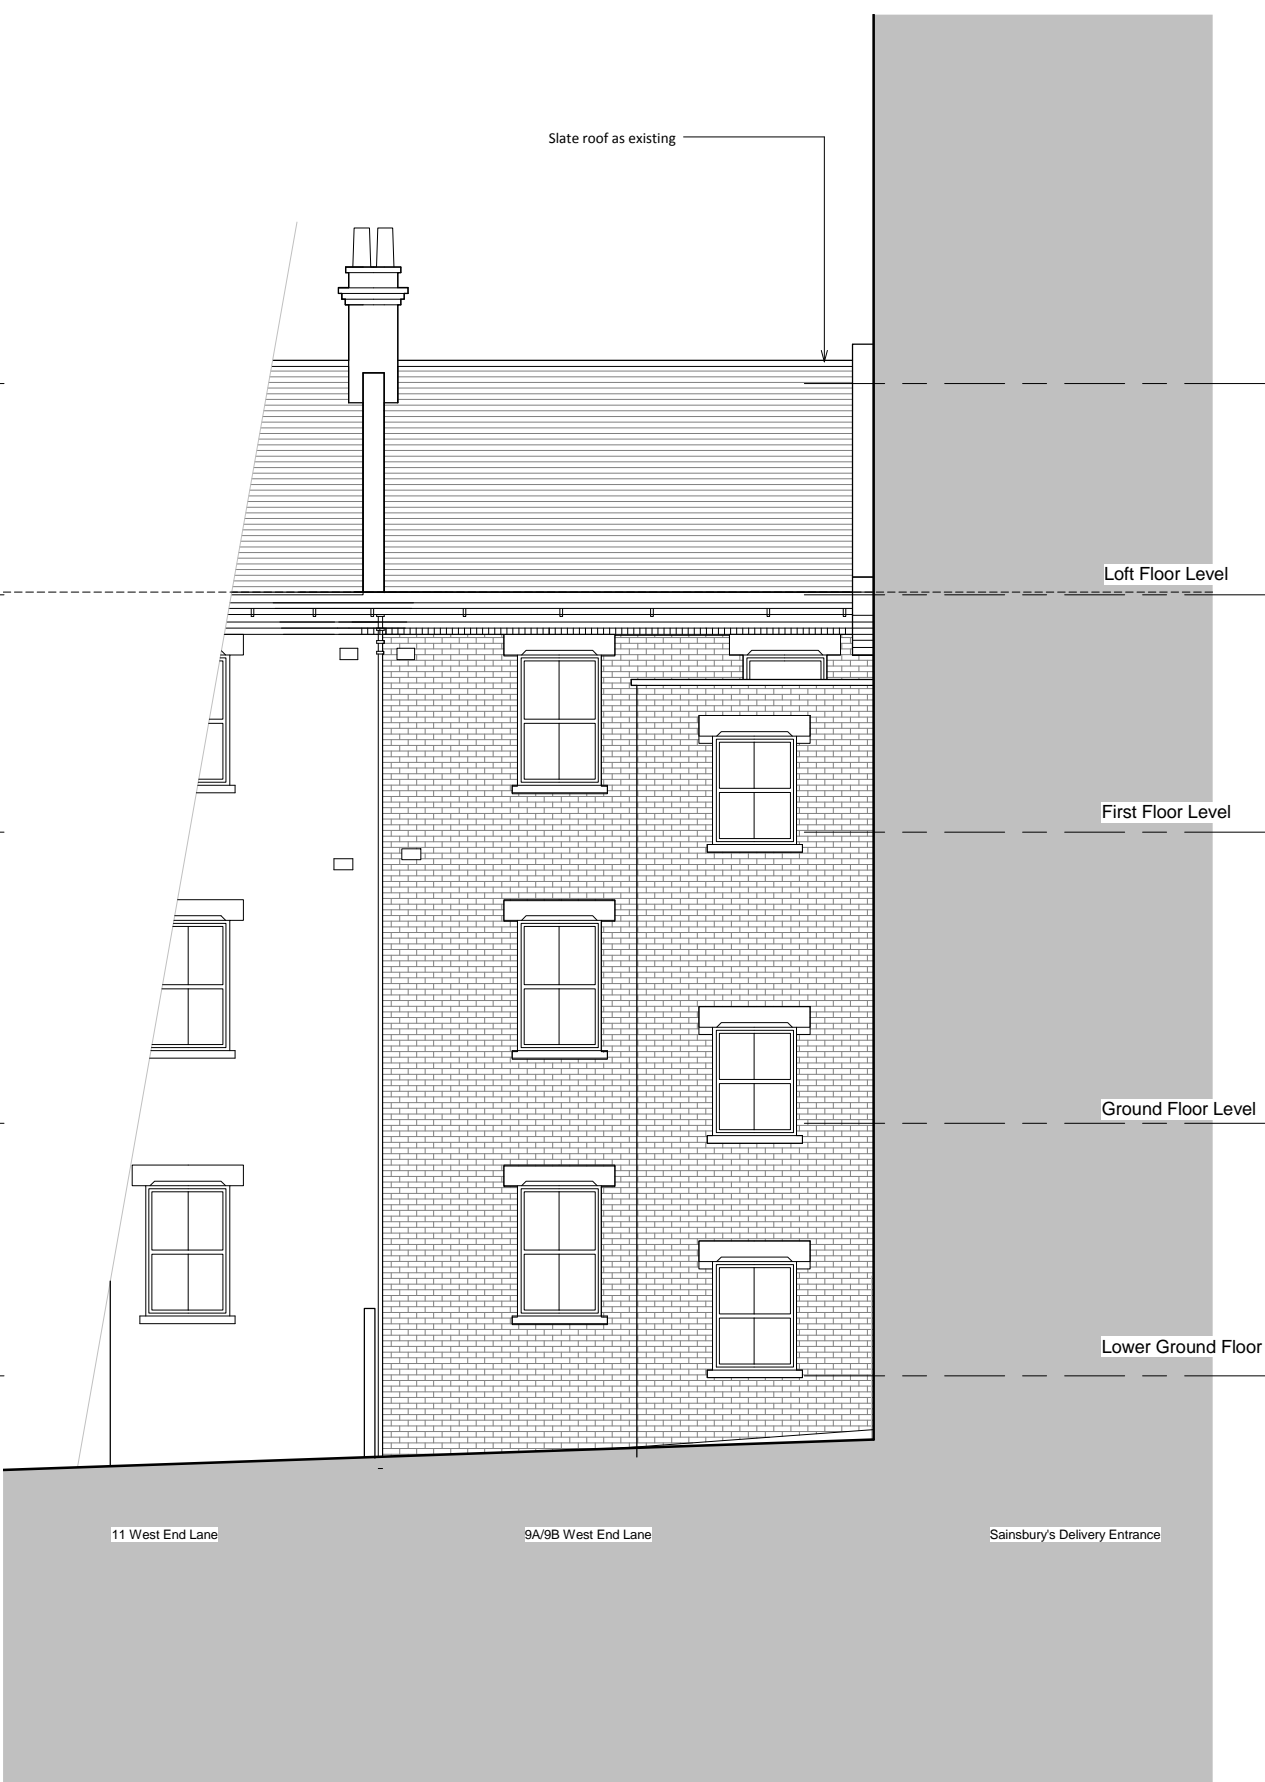 Slate roof as existing
Loft Floor Level
First Floor Level
Ground Floor Level
Lower Ground Floor
11 West End Lane
9A/9B West End Lane
Sainsbury's Delivery Entrance